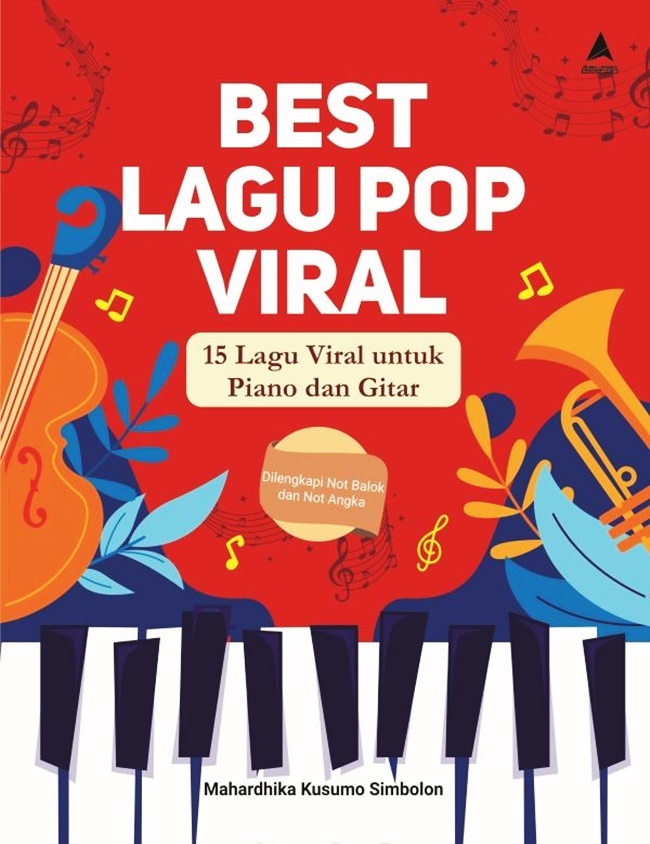 BEST
LAGU POP
VIRAL
15 Lagu Viral untuk
Piano dan Gitar
Dilengkapi Not Balok
dan Not Angka
Mahardhika Kusumo Simbolon